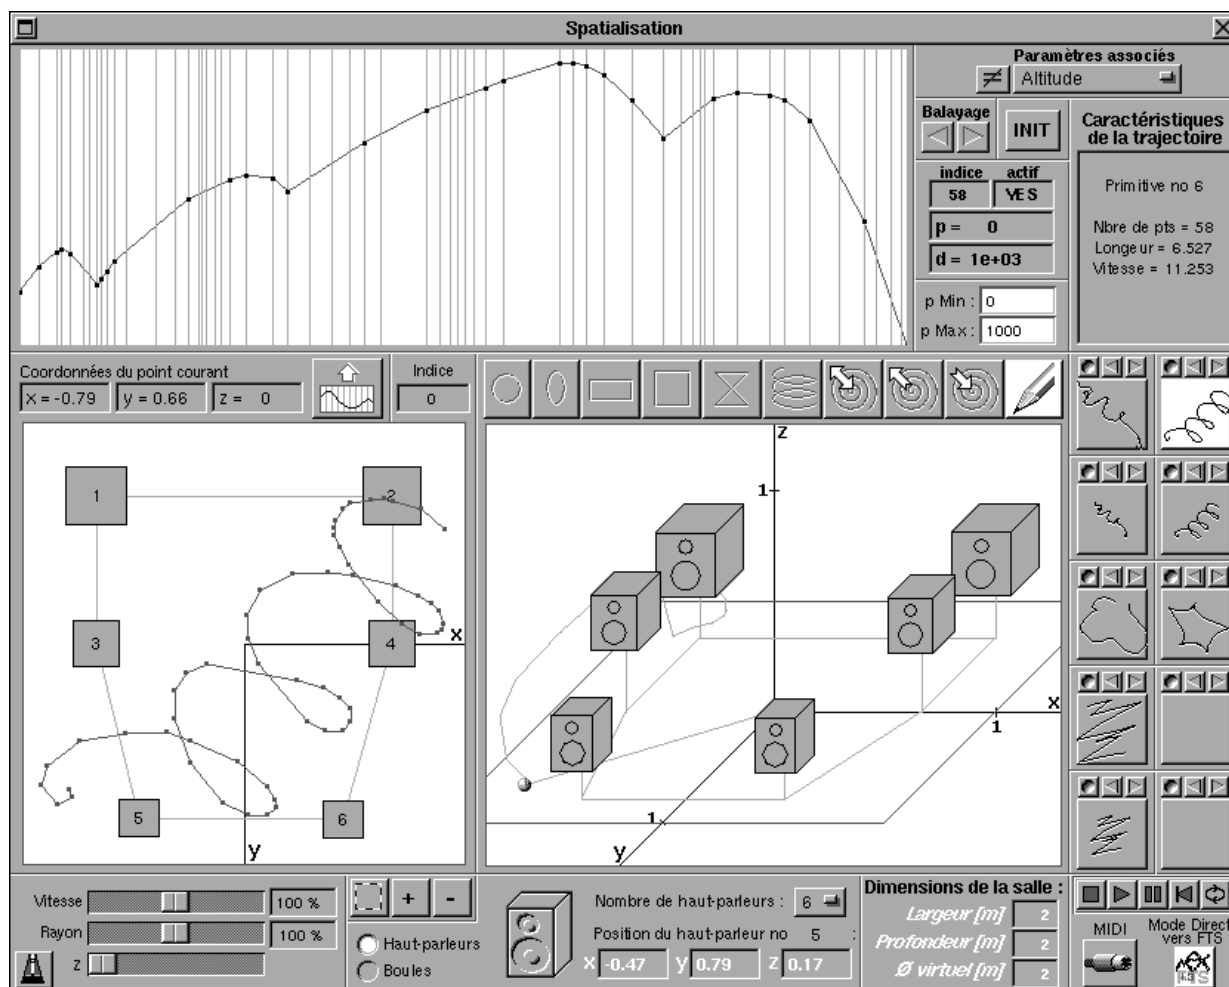 Spatialisation
Paramètres associés
Altitude
Balayage
INIT
Caractéristiques
de la trajectoire
indice actif
58 YES
p = 0
d = 1e+03
p Min : 0
p Max : 1000
Primitive no 6
Nbre de pts = 58
Longeur = 6.527
Vitesse = 11.253
Coordonnées du point courant
x = -0.79 y = 0.66 z = 0
Indice
0
1
2
3
4
5
6
x
y
z
1
x
1
1
y
Vitesse 100 %
Rayon 100 %
z
+ -
Haut-parleurs
Boules
Nombre de haut-parleurs : 6
Position du haut-parleur no 5 :
X -0.47 y 0.79 z 0.17
Dimensions de la salle :
Largeur [m] 2
Profondeur [m] 2
Ø virtuel [m] 2
MIDI
Mode Direct
vers FTS
FTS